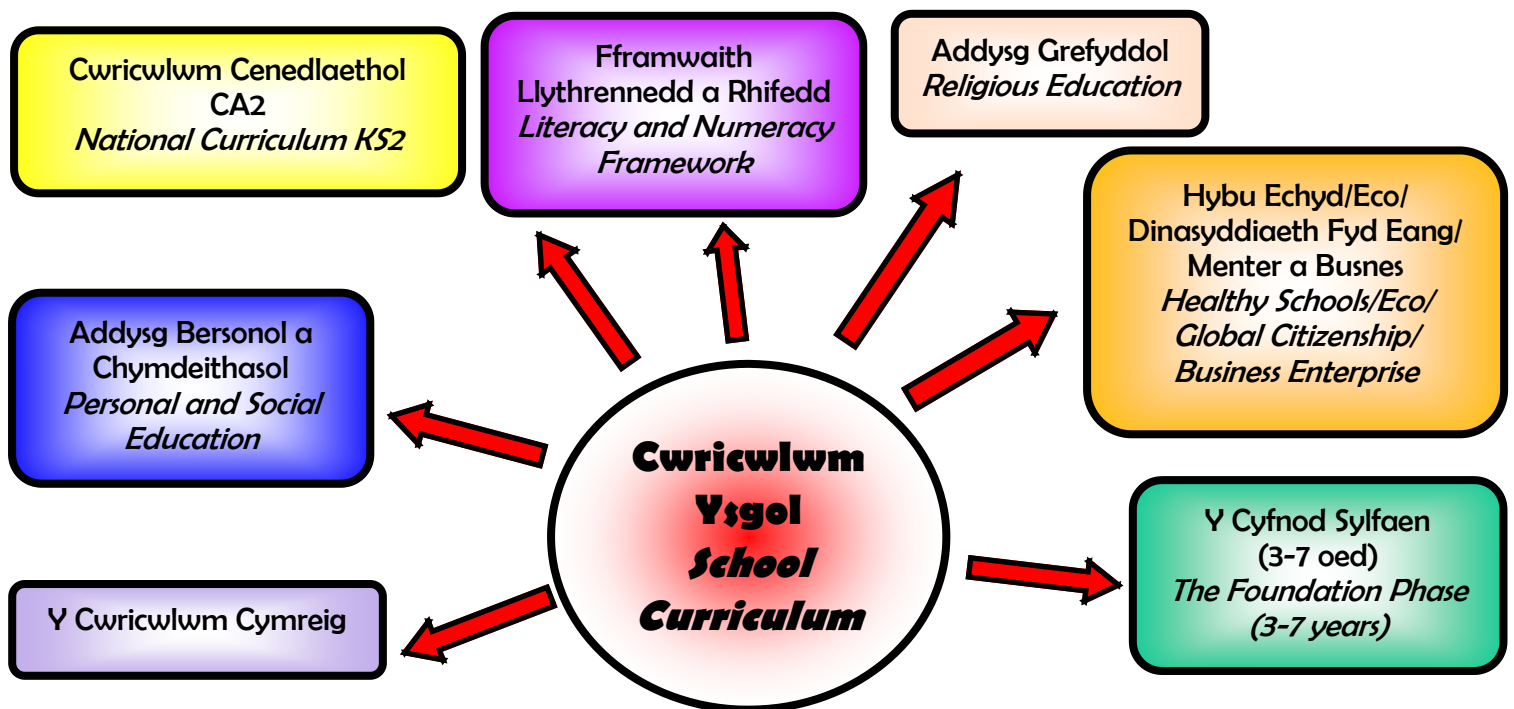 Cwricwlwm Cenedlaethol
CA2
National Curriculum KS2
Fframwaith
Llythrennedd a Rhifedd
Literacy and Numeracy
Framework
Addysg Grefyddol
Religious Education
Hybu Echyd/Eco/
Dinasyddiaeth Fyd Eang/
Menter a Busnes
Healthy Schools/Eco/
Global Citizenship/
Business Enterprise
Addysg Bersonol a
Chymdeithasol
Personal and Social
Education
Cwricwlwm
Ysgol
School
Curriculum
Y Cyfnod Sylfaen
(3-7 oed)
The Foundation Phase
(3-7 years)
Y Cwricwlwm Cymreig